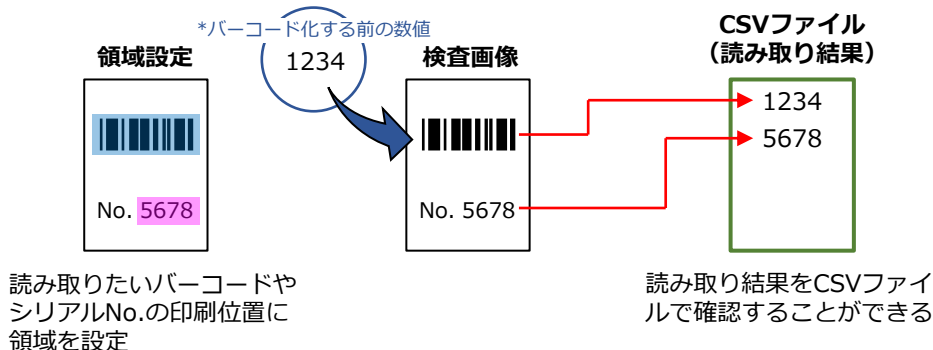 *バーコード化する前の数値
1234
領域設定
No. 5678
読み取りたいバーコードや
シリアルNo.の印刷位置に
領域を設定
検査画像
No. 5678
CSVファイル
（読み取り結果）
1234
5678
読み取り結果をCSVファイ
ルで確認することができる